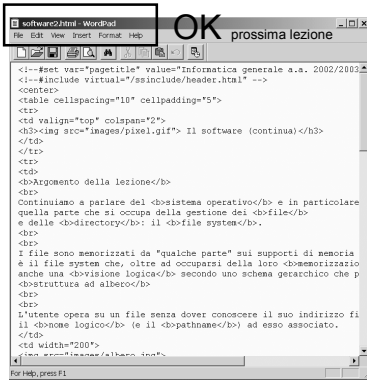 software2.html - WordPad
OK prossima lezione
File Edit View Insert Format Help
<!--#set var="pagetitle" value="Informatica generale a.a. 2002/2003
<!--#include virtual="/ssinclude/header.html" -->
<center>
<table cellspacing="10" cellpadding="5">
<tr>
<td valign="top" colspan="2">
<h3><img src="images/pixel.gif"> Il software (continua)</h3>
</td>
</tr>
<tr>
<td>
<b>Argomento della lezione</b>
<br>
Continuiamo a parlare del <b>sistema operativo</b> e in particolare
quella parte che si occupa della gestione dei <b>file</b>
e delle <b>directory</b>: il <b>file system</b>.
<br>
<br>
I file sono memorizzati da "qualche parte" sui supporti di memoria
è il file system che, oltre ad occuparsi della loro <b>memorizzazio
anche una <b>visione logica</b> secondo uno schema gerarchico che p
<b>struttura ad albero</b>
<br>
<br>
L'utente opera su un file senza dover conoscere il suo indirizzo fi
il <b>nome logico</b> (e il <b>pathname</b>) ad esso associato.
</td>
<td width="200">
<img src="images/albero.jpg">
For Help, press F1